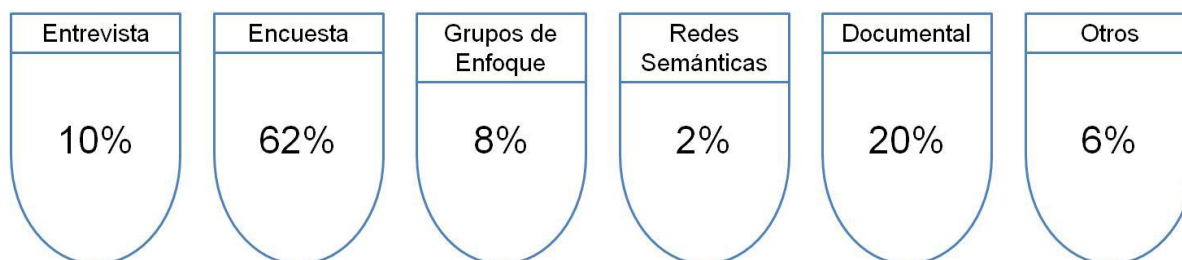 Entrevista
10%
Encuesta
62%
Grupos de
Enfoque
8%
Redes
Semánticas
2%
Documental
20%
Otros
6%